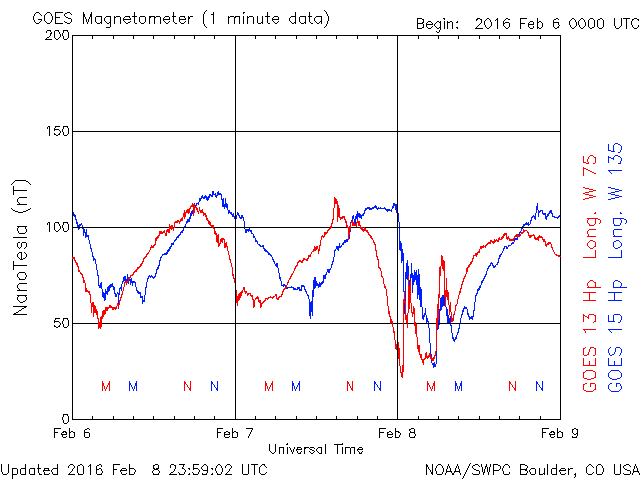 GOES Magnetometer (1 minute data)
Begin: 2016 Feb 6 0000 UTC
200
150
100
50
0
NanoTesla (nT)
M M N N M M N N M M N N
Feb 6 Feb 7 Feb 8 Feb 9
Universal Time
GOES 13 Hp Long. W 75
GOES 15 Hp Long. W 135
Updated 2016 Feb 8 23:59:02 UTC
NOAA/SWPC Boulder, CO USA